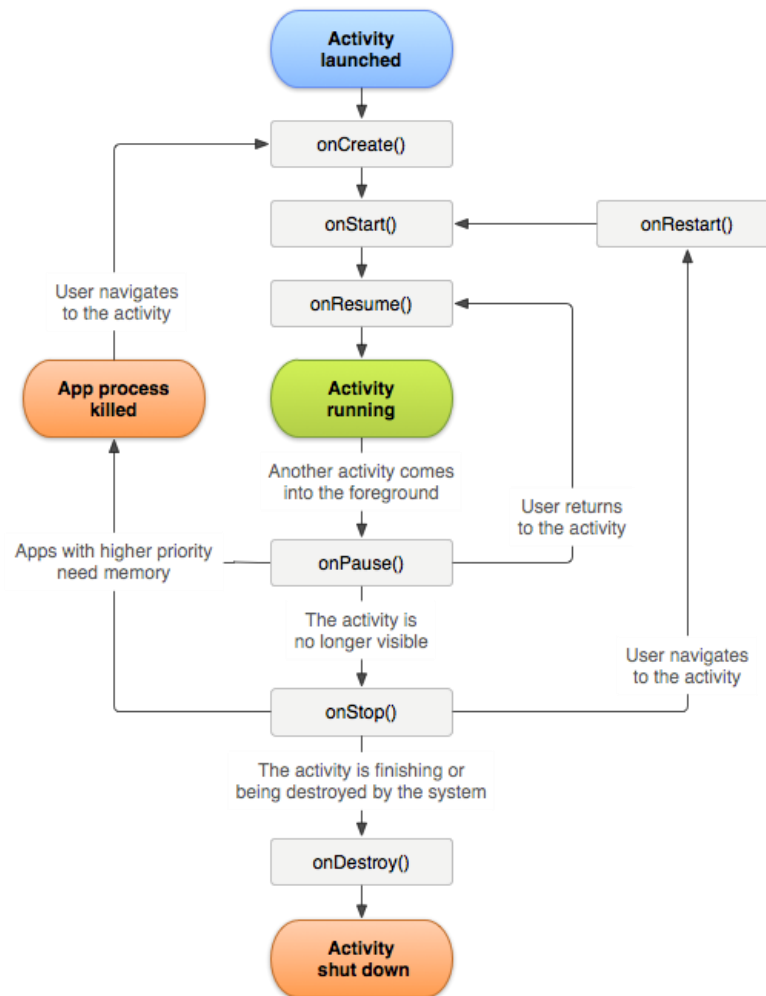 Activity
launched
onCreate()
onStart()
onRestart()
User navigates
to the activity
onResume()
App process
killed
Activity
running
Another activity comes
into the foreground
User returns
to the activity
Apps with higher priority
need memory
onPause()
The activity is
no longer visible
User navigates
to the activity
onStop()
The activity is finishing or
being destroyed by the system
onDestroy()
Activity
shut down